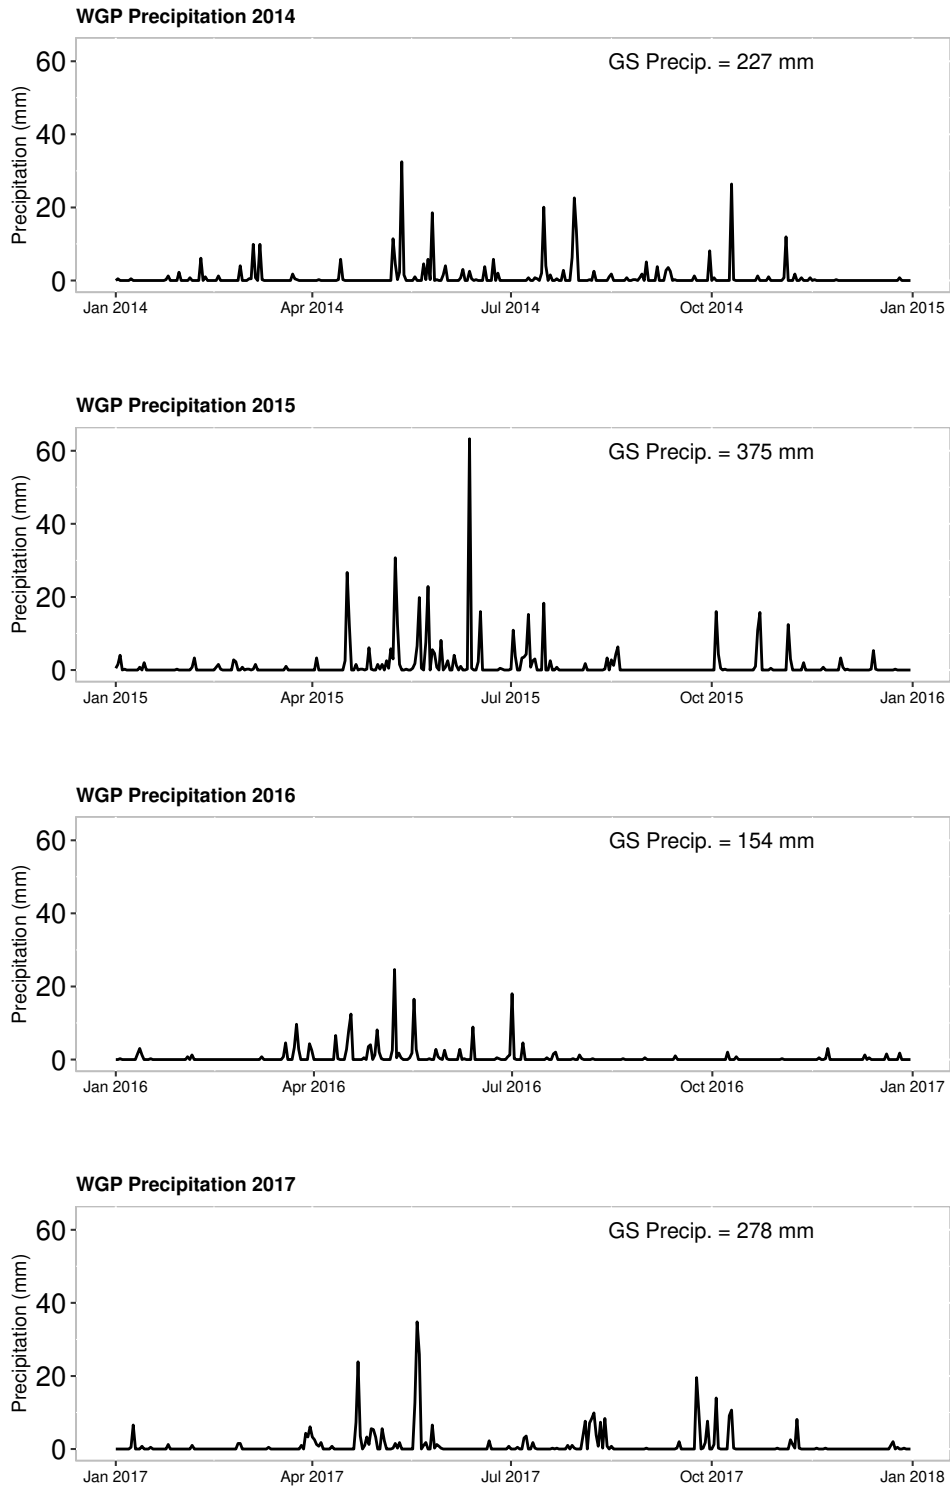 WGP Precipitation 2014
GS Precip. = 227 mm
Precipitation (mm)
60
40
20
0
Jan 2014 Apr 2014 Jul 2014 Oct 2014 Jan 2015
WGP Precipitation 2015
GS Precip. = 375 mm
Precipitation (mm)
60
40
20
0
Jan 2015 Apr 2015 Jul 2015 Oct 2015 Jan 2016
WGP Precipitation 2016
GS Precip. = 154 mm
Precipitation (mm)
60
40
20
0
Jan 2016 Apr 2016 Jul 2016 Oct 2016 Jan 2017
WGP Precipitation 2017
GS Precip. = 278 mm
Precipitation (mm)
60
40
20
0
Jan 2017 Apr 2017 Jul 2017 Oct 2017 Jan 2018